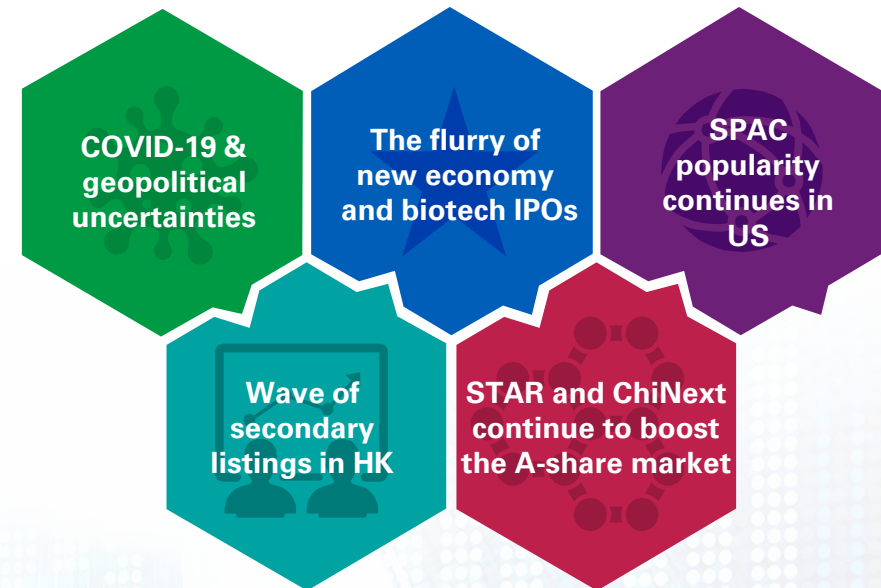 COVID-19 &
geopolitical
uncertainties
The flurry of
new economy
and biotech IPOs
SPAC
popularity
continues in
US
Wave of
secondary
listings in HK
STAR and ChiNext
continue to boost
the A-share market